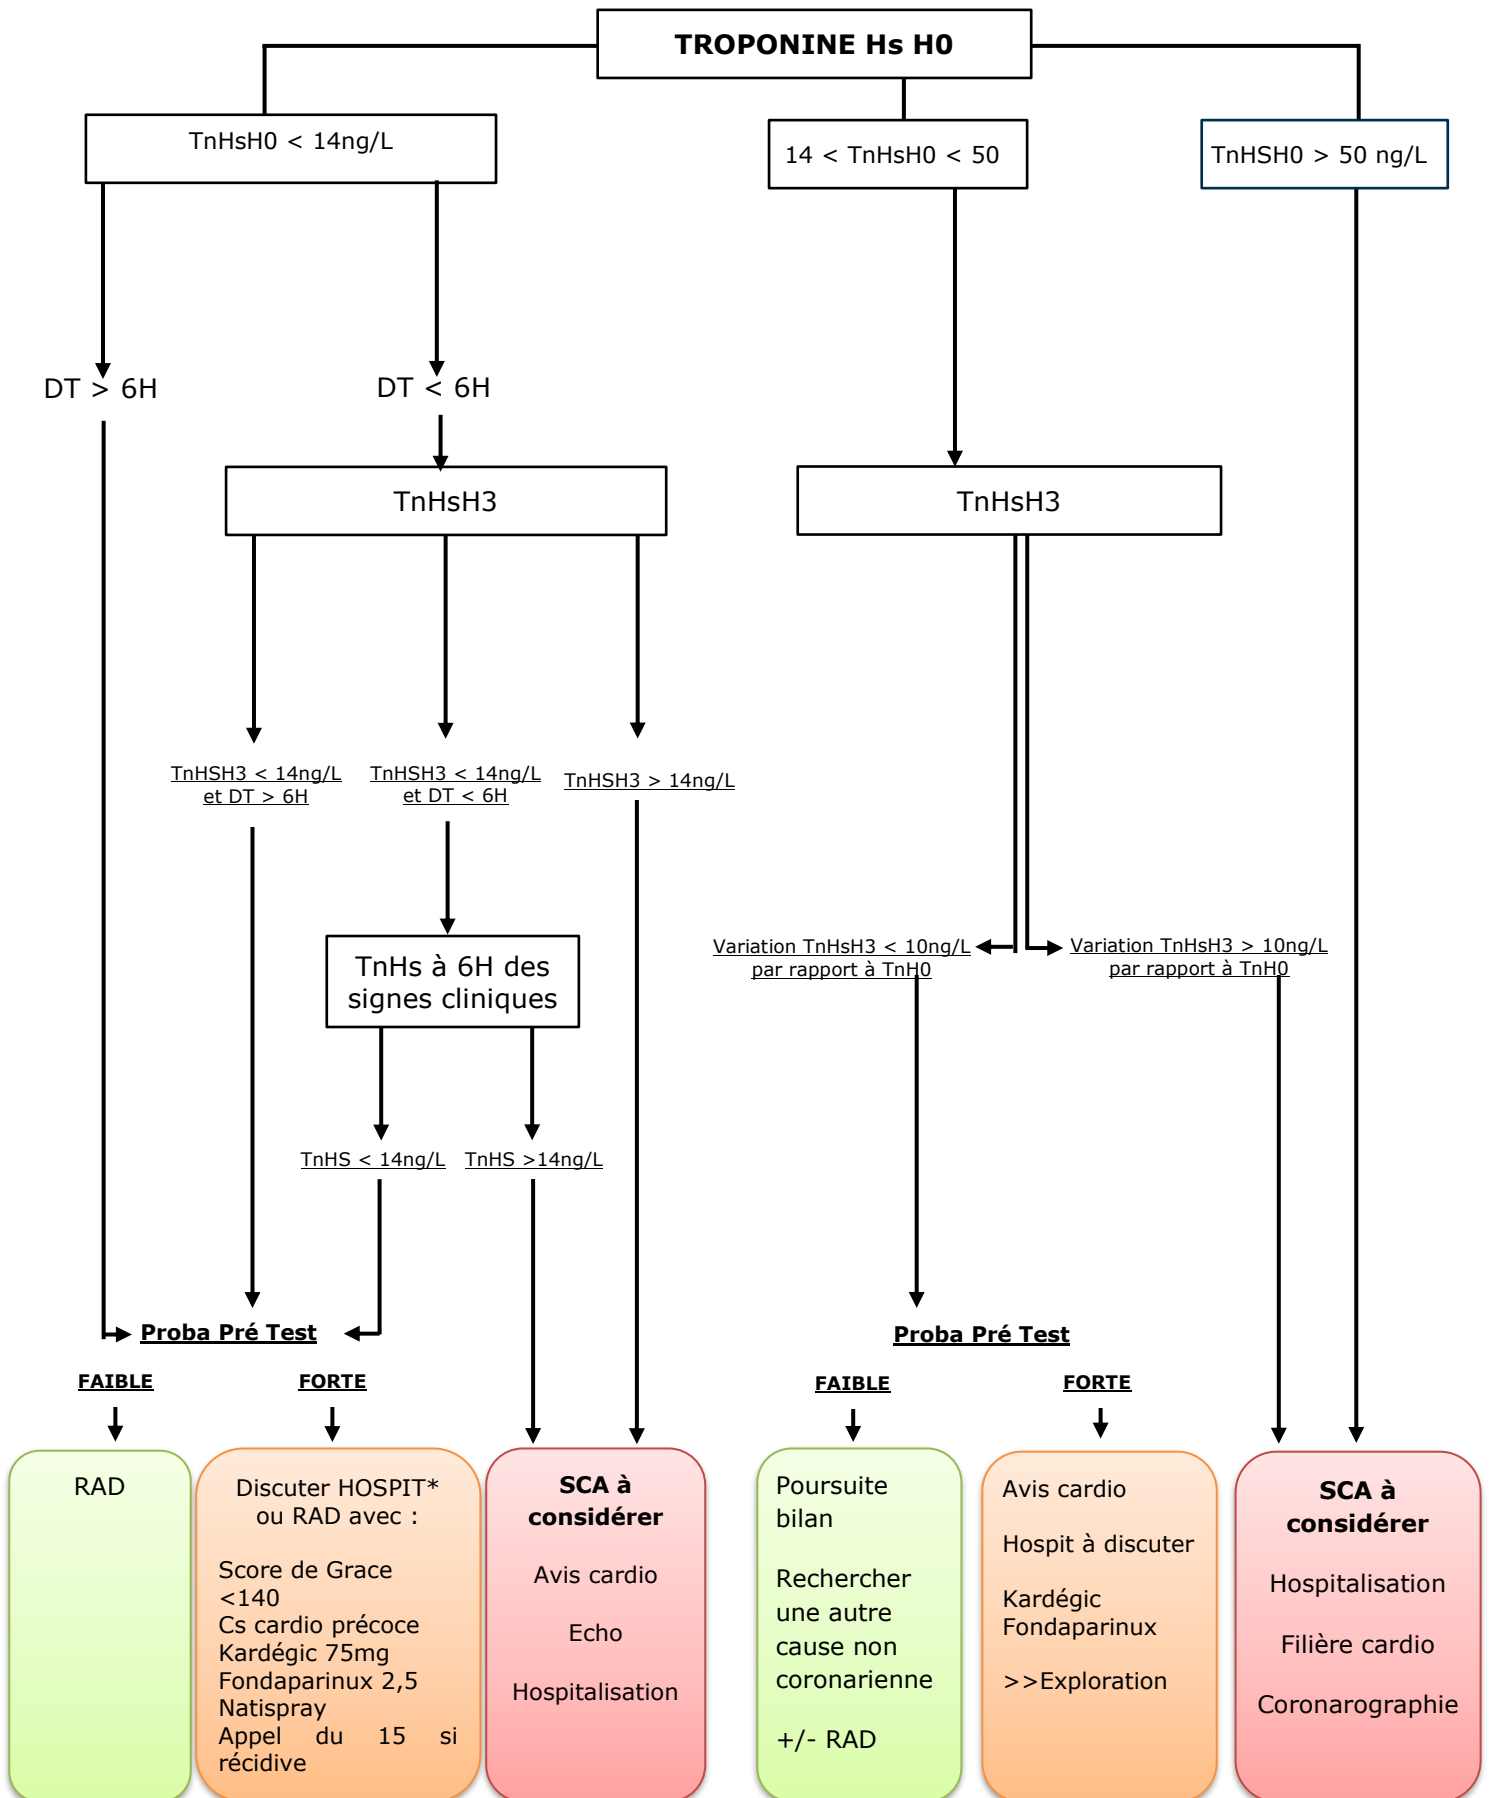 TROPONINE Hs H0
TnHsH0 < 14ng/L
14 < TnHsH0 < 50
TnHSH0 > 50 ng/L
DT > 6H
DT < 6H
TnHsH3
TnHsH3
TnHSH3 < 14ng/L
et DT > 6H
TnHSH3 < 14ng/L
et DT < 6H
TnHSH3 > 14ng/L
Variation TnHsH3 < 10ng/L
par rapport à TnH0
Variation TnHsH3 > 10ng/L
par rapport à TnH0
TnHs à 6H des
signes cliniques
TnHS < 14ng/L
TnHS >14ng/L
Proba Pré Test
Proba Pré Test
FAIBLE
FORTE
FAIBLE
FORTE
RAD
Discuter HOSPIT*
ou RAD avec :
Score de Grace
<140
Cs cardio précoce
Kardégic 75mg
Fondaparinux 2,5
Natispray
Appel du 15 si
récidive
SCA à
considérer
Avis cardio
Echo
Hospitalisation
Poursuite
bilan
Rechercher
une autre
cause non
coronarienne
+/- RAD
Avis cardio
Hospit à discuter
Kardégic
Fondaparinux
>>Exploration
SCA à
considérer
Hospitalisation
Filière cardio
Coronarographie